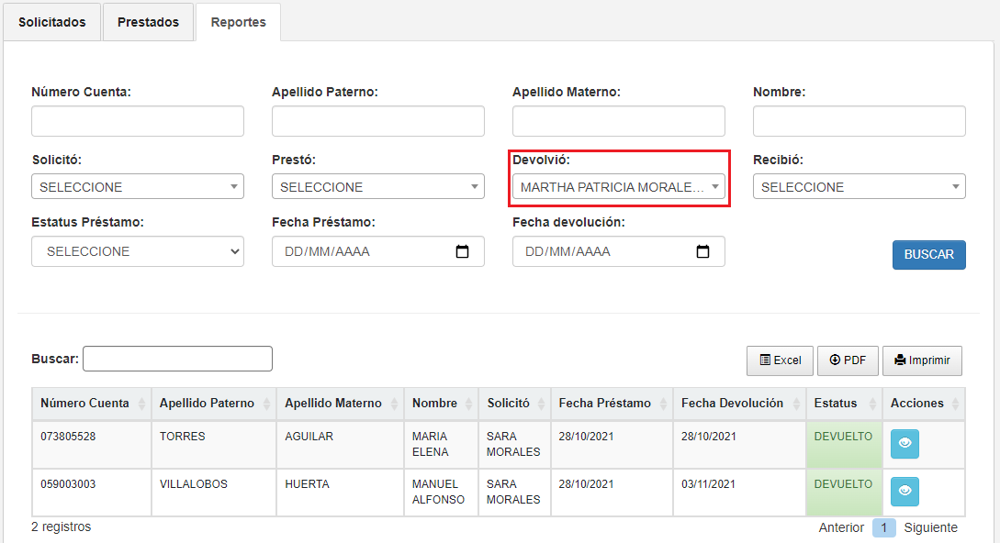 Solicitados Prestados Reportes
Número Cuenta: Apellido Paterno: Apellido Materno: Nombre:
Solicitó: Prestó: Devolvió: Recibió:
SELECCIONE SELECCIONE MARTHA PATRICIA MORALE... SELECCIONE
Estatus Préstamo: Fecha Préstamo: Fecha devolución:
SELECCIONE DD/MM/AAAA DD/MM/AAAA BUSCAR
Buscar: Excel PDF Imprimir
Número Cuenta Apellido Paterno Apellido Materno Nombre Solicitó Fecha Préstamo Fecha Devolución Estatus Acciones
073805528 TORRES AGUILAR MARIA SARA 28/10/2021 28/10/2021 DEVUELTO
ELENA MORALES
059003003 VILLALOBOS HUERTA MANUEL SARA 28/10/2021 03/11/2021 DEVUELTO
ALFONSO MORALES
2 registros Anterior 1 Siguiente